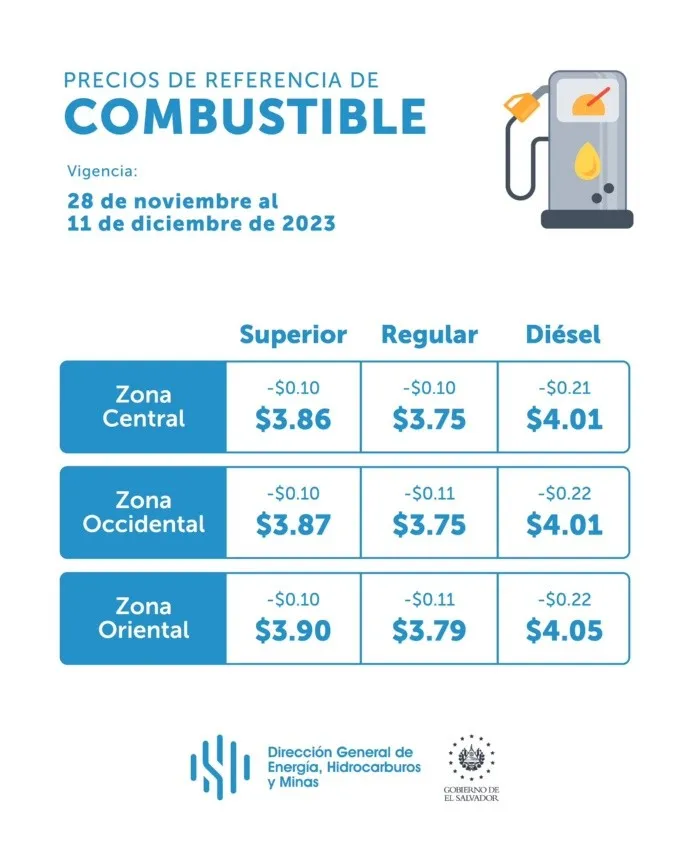 PRECIOS DE REFERENCIA DE
COMBUSTIBLE
Vigencia:
28 de noviembre al
11 de diciembre de 2023
Superior Regular Diésel
Zona
Central
-$0.10 -$0.10 -$0.21
$3.86 $3.75 $4.01
Zona
Occidental
-$0.10 -$0.11 -$0.22
$3.87 $3.75 $4.01
Zona
Oriental
-$0.10 -$0.11 -$0.22
$3.90 $3.79 $4.05
Dirección General de
Energía, Hidrocarburos
y Minas
GOBIERNO DE
EL SALVADOR